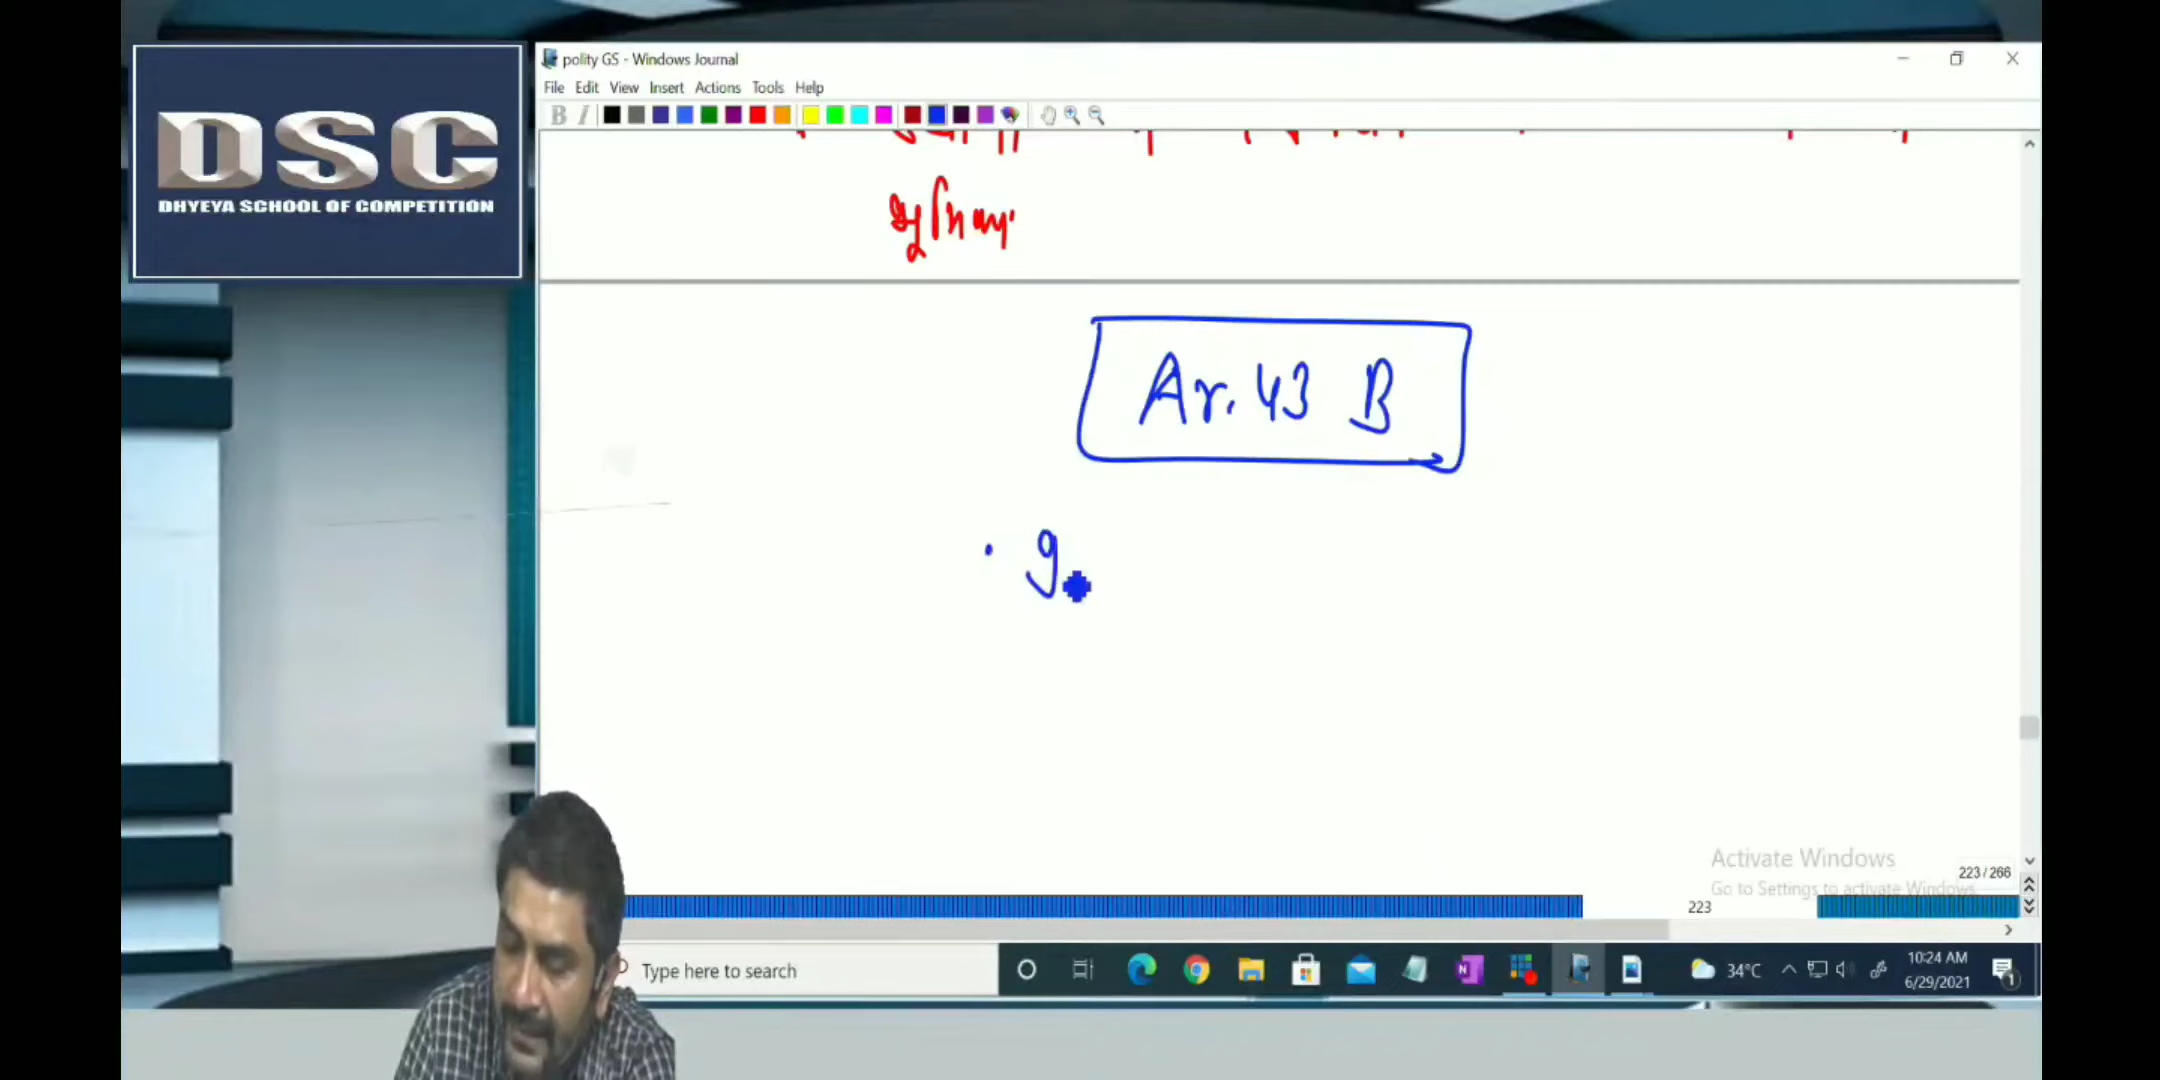 polity GS - Windows Journal
File Edit View Insert Actions Tools Help
B I
DSC
DHYEYA SCHOOL OF COMPETITION
Ar. 43 B
· 9
Activate Windows
Go to Settings to activate Windows.
223 / 266
223
Type here to search
34°C
10:24 AM
6/29/2021
1